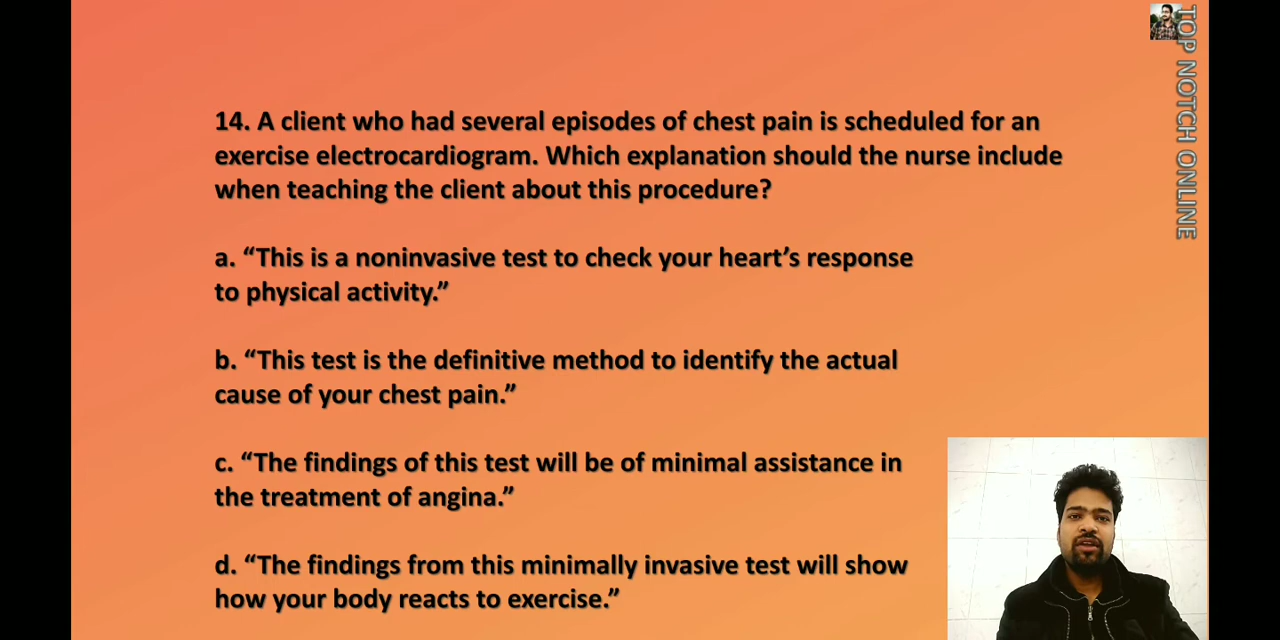 14. A client who had several episodes of chest pain is scheduled for an
exercise electrocardiogram. Which explanation should the nurse include
when teaching the client about this procedure?
a. “This is a noninvasive test to check your heart’s response
to physical activity.”
b. “This test is the definitive method to identify the actual
cause of your chest pain.”
c. “The findings of this test will be of minimal assistance in
the treatment of angina.”
d. “The findings from this minimally invasive test will show
how your body reacts to exercise.”
TOP NOTCH ONLINE